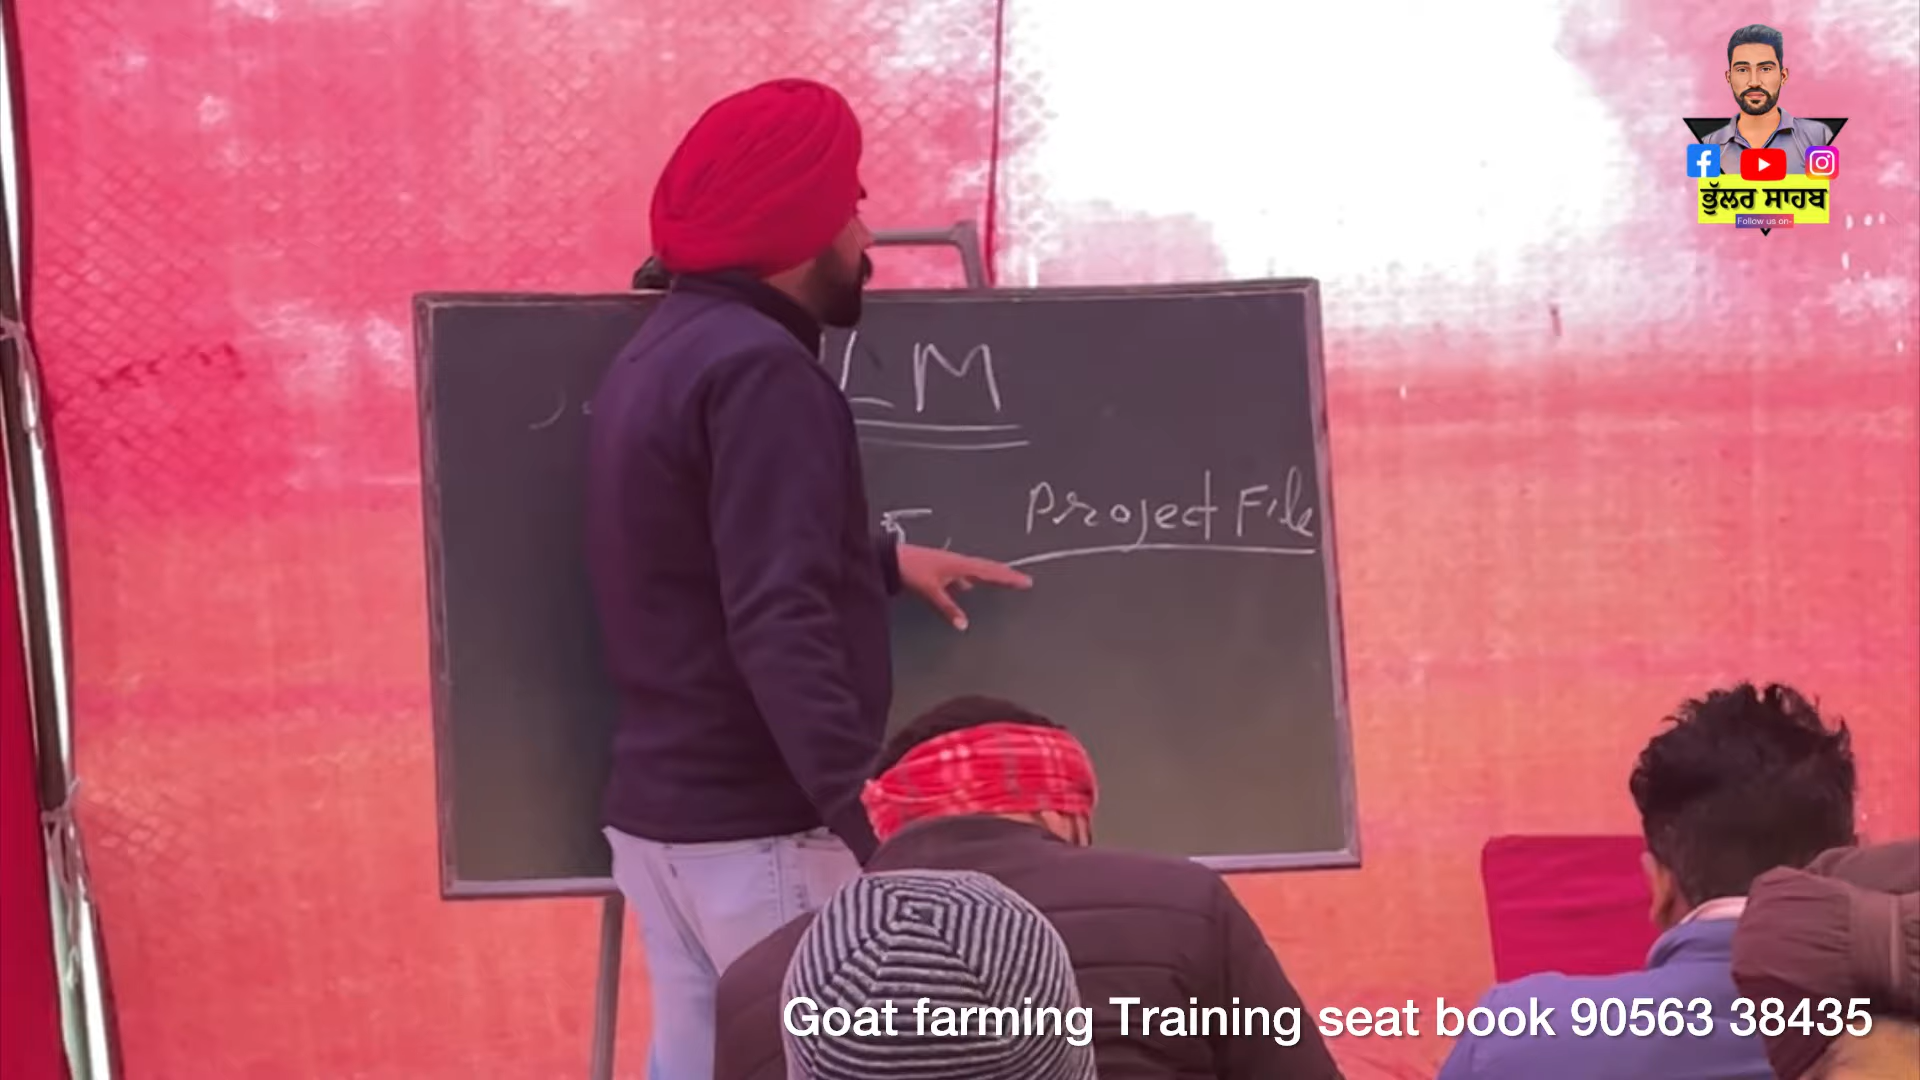 ਭੁੱਲਰ ਸਾਹਬ
Follow us on-
LM
Project File
Goat farming Training seat book 90563 38435